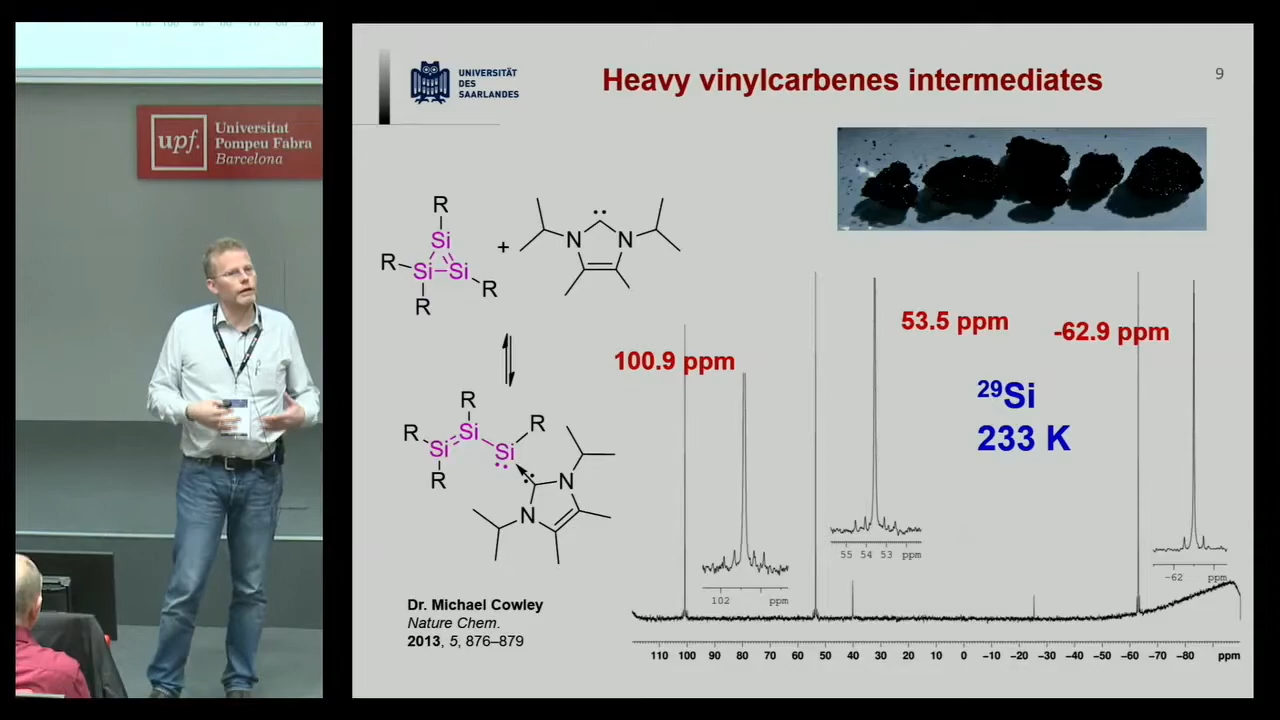 upf.
Universitat
Pompeu Fabra
Barcelona
UNIVERSITÄT
DES
SAARLANDES
Heavy vinylcarbenes intermediates
9
R
Si
R
Si
Si
R
R
+
N
N
R
R
Si
Si
R
Si
R
N
N
100.9 ppm
53.5 ppm
-62.9 ppm
29Si
233 K
102 ppm
55 54 53 ppm
-62 ppm
Dr. Michael Cowley
Nature Chem.
2013, 5, 876–879
110 100 90 80 70 60 50 40 30 20 10 0 -10 -20 -30 -40 -50 -60 -70 -80 ppm